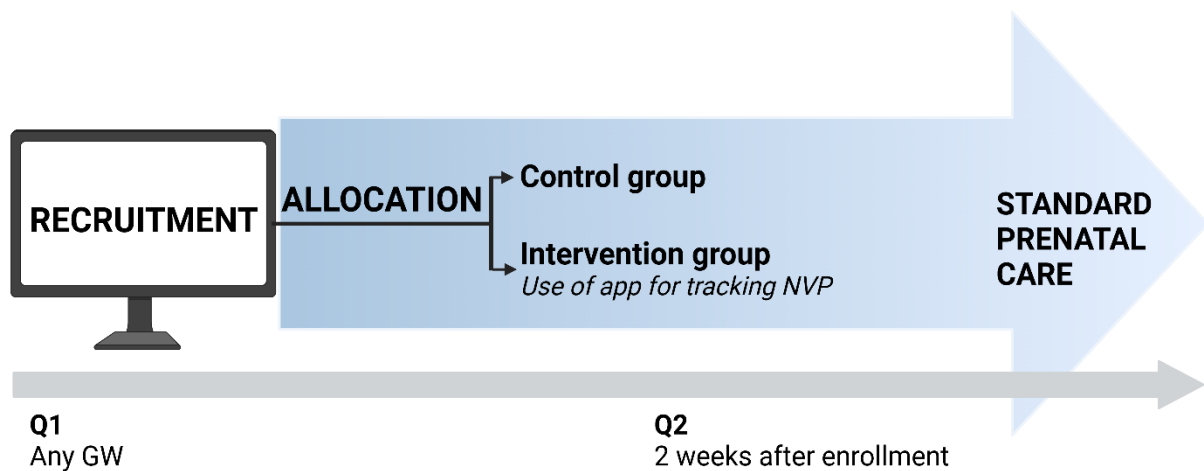 RECRUITMENT
ALLOCATION
Control group
Intervention group
Use of app for tracking NVP
STANDARD
PRENATAL
CARE
Q1
Any GW
Q2
2 weeks after enrollment